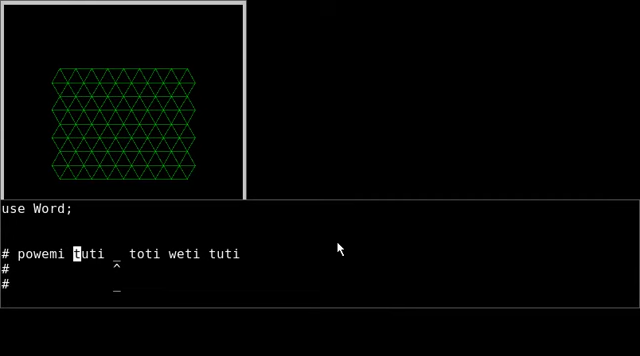 use Word;
# powemi tuti _ toti weti tuti
#             ^
#             _